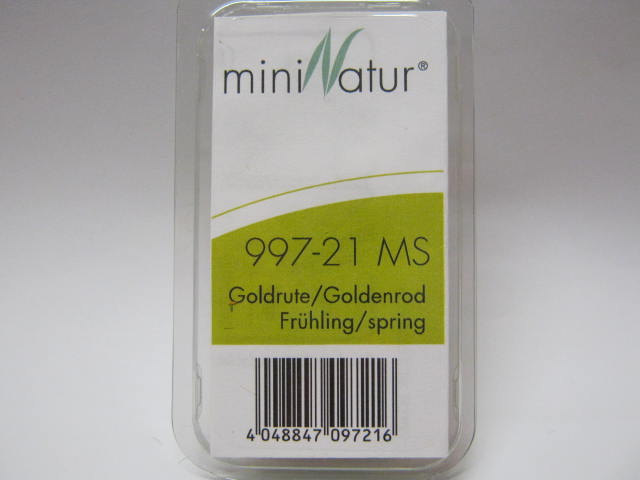 miniNatur®
997-21 MS
Goldrute/Goldenrod
Frühling/spring
4 048847 097216